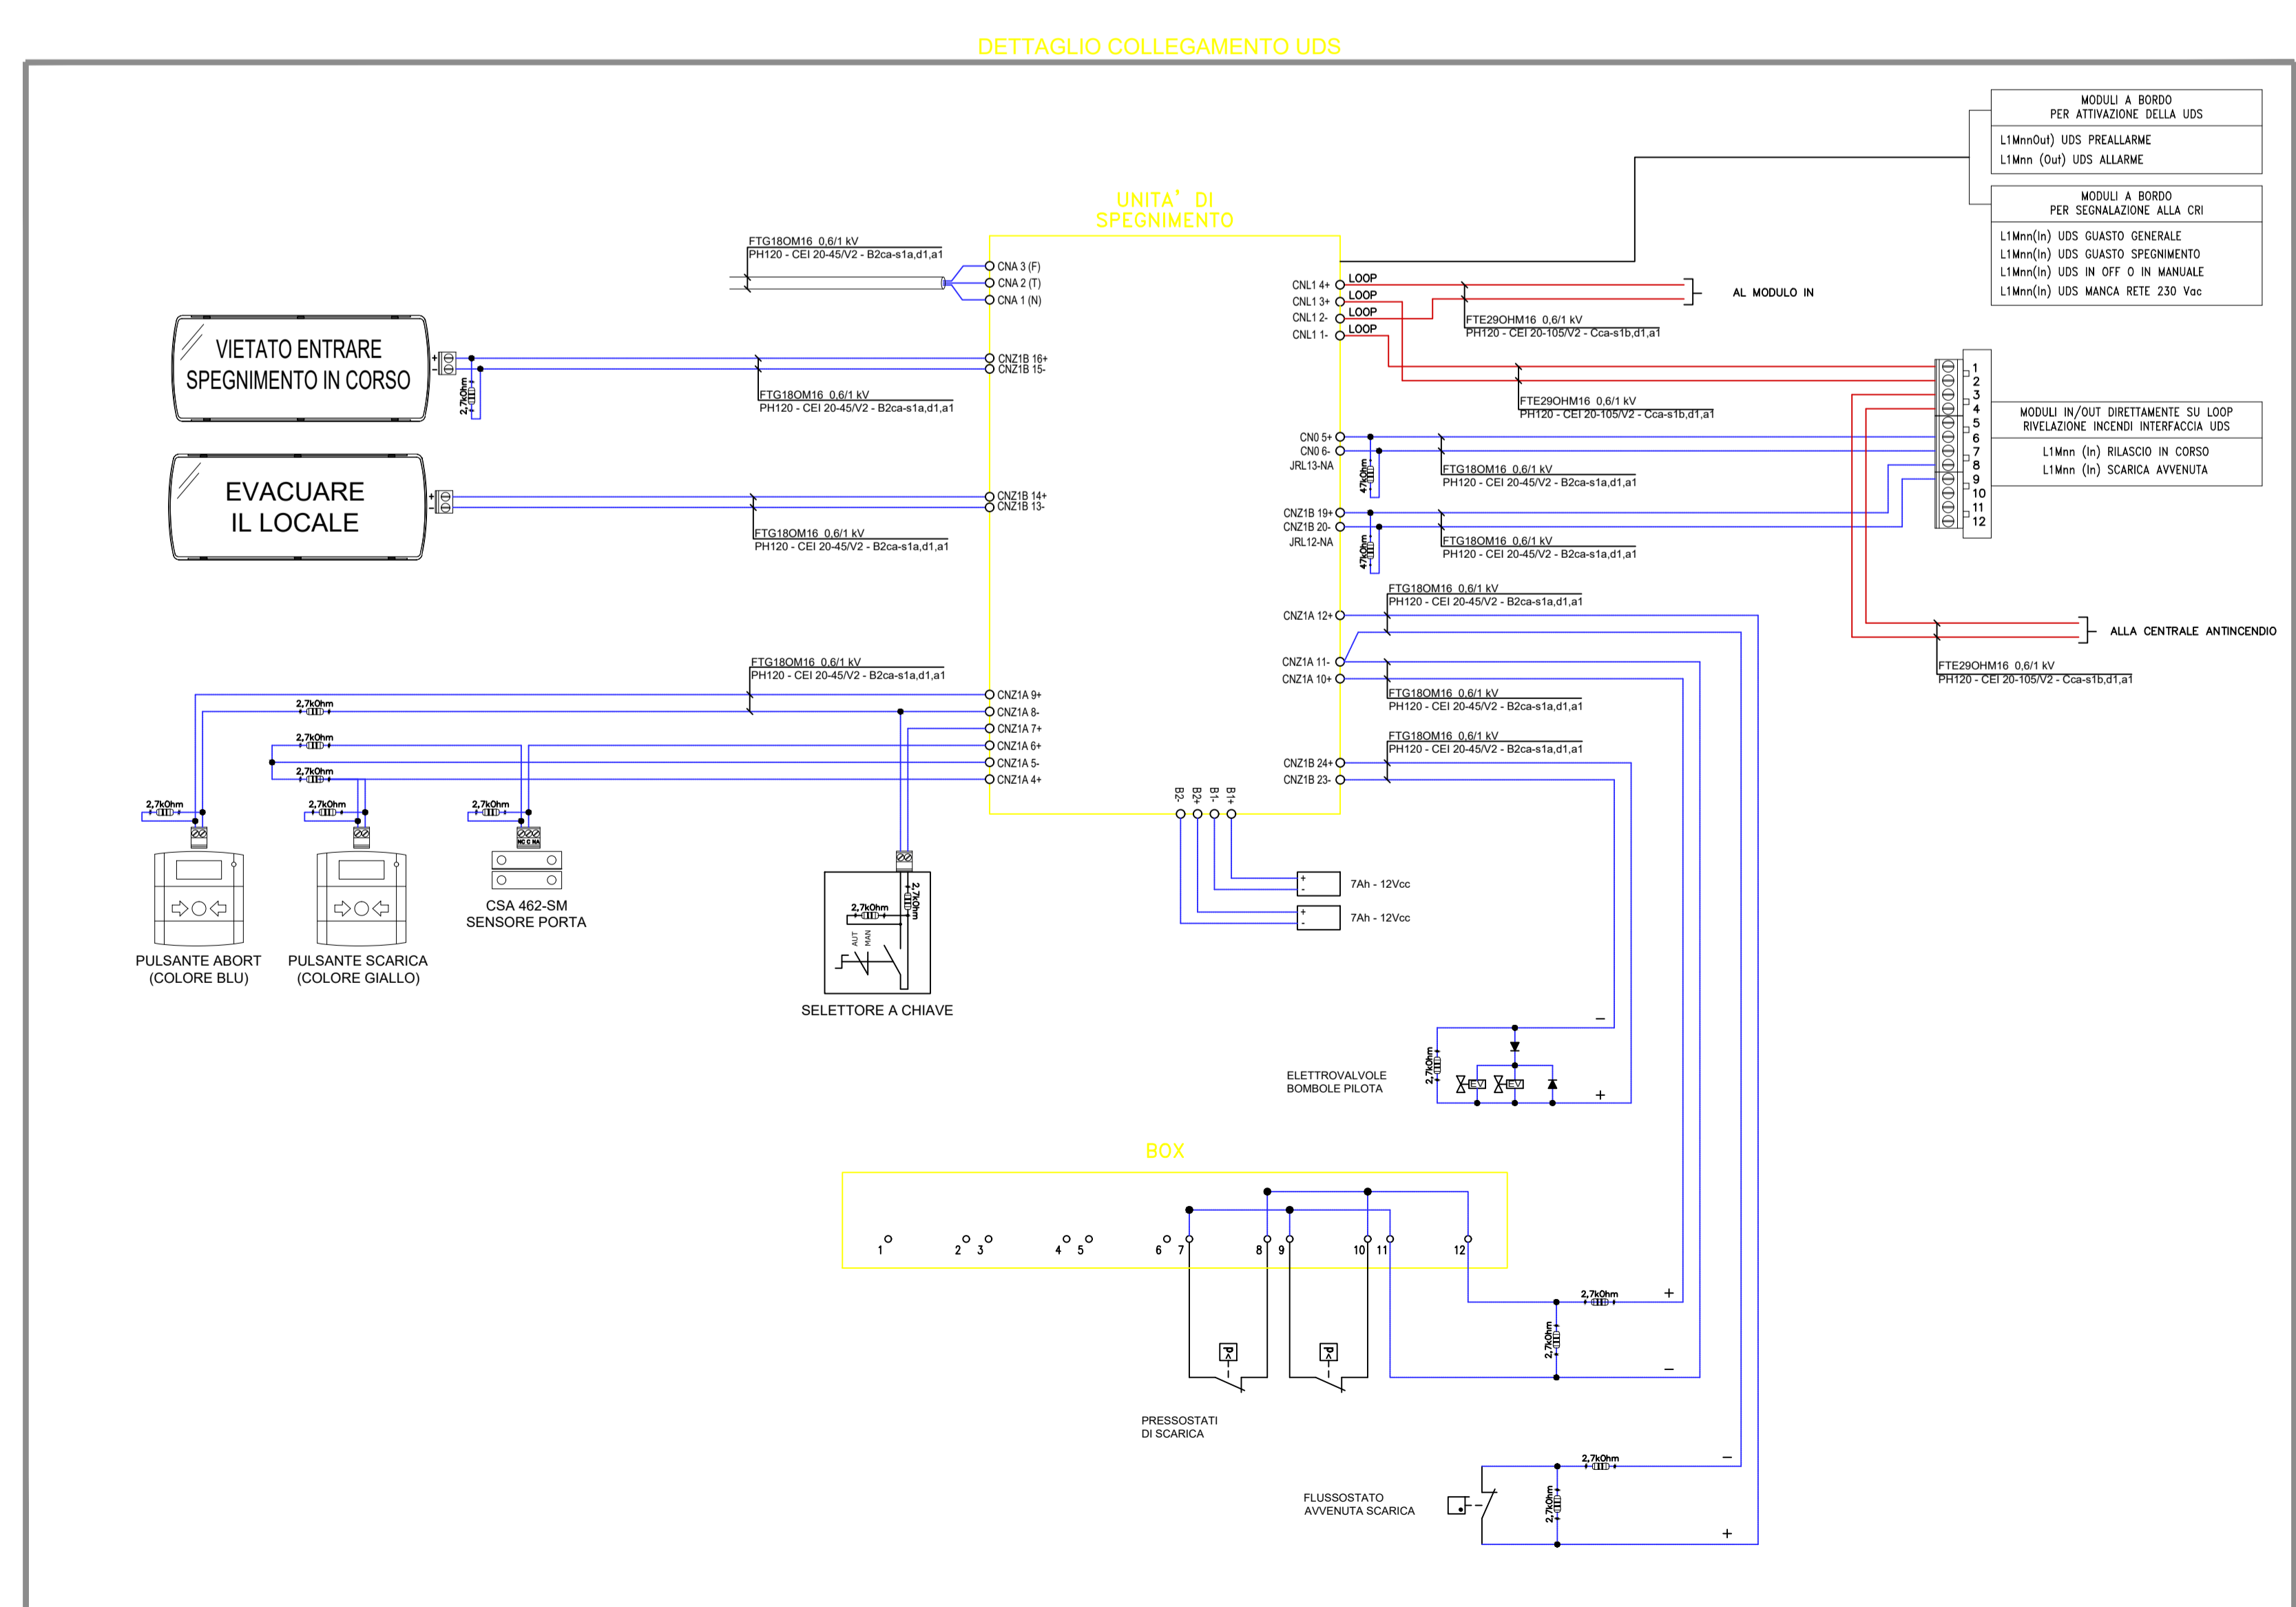 DETTAGLIO COLLEGAMENTO UDS
MODULI A BORDO
PER ATTIVAZIONE DELLA UDS
L1MnnOut) UDS PREALLARME
L1Mnn (Out) UDS ALLARME
MODULI A BORDO
PER SEGNALAZIONE ALLA CRI
L1Mnn(In) UDS GUASTO GENERALE
L1Mnn(In) UDS GUASTO SPEGNIMENTO
L1Mnn(In) UDS IN OFF O IN MANUALE
L1Mnn(In) UDS MANCA RETE 230 Vac
UNITA' DI
SPEGNIMENTO
FTG18OM16 0,6/1 kV
PH120 - CEI 20-45/V2 - B2ca-s1a,d1,a1
CNA 3 (F)
CNA 2 (T)
CNA 1 (N)
VIETATO ENTRARE
SPEGNIMENTO IN CORSO
+
-
2,7kOhm
FTG18OM16 0,6/1 kV
PH120 - CEI 20-45/V2 - B2ca-s1a,d1,a1
CNZ1B 16+
CNZ1B 15-
EVACUARE
IL LOCALE
+
-
FTG18OM16 0,6/1 kV
PH120 - CEI 20-45/V2 - B2ca-s1a,d1,a1
CNZ1B 14+
CNZ1B 13-
CNL1 4+ LOOP
CNL1 3+ LOOP
CNL1 2- LOOP
CNL1 1- LOOP
AL MODULO IN
FTE29OHM16 0,6/1 kV
PH120 - CEI 20-105/V2 - Cca-s1b,d1,a1
FTE29OHM16 0,6/1 kV
PH120 - CEI 20-105/V2 - Cca-s1b,d1,a1
1
2
3
4
5
6
7
8
9
10
11
12
MODULI IN/OUT DIRETTAMENTE SU LOOP
RIVELAZIONE INCENDI INTERFACCIA UDS
L1Mnn (In) RILASCIO IN CORSO
L1Mnn (In) SCARICA AVVENUTA
CN0 5+
CN0 6-
JRL13-NA
47kOhm
FTG18OM16 0,6/1 kV
PH120 - CEI 20-45/V2 - B2ca-s1a,d1,a1
CNZ1B 19+
CNZ1B 20-
JRL12-NA
47kOhm
FTG18OM16 0,6/1 kV
PH120 - CEI 20-45/V2 - B2ca-s1a,d1,a1
FTG18OM16 0,6/1 kV
PH120 - CEI 20-45/V2 - B2ca-s1a,d1,a1
CNZ1A 12+
ALLA CENTRALE ANTINCENDIO
FTE29OHM16 0,6/1 kV
PH120 - CEI 20-105/V2 - Cca-s1b,d1,a1
CNZ1A 11-
CNZ1A 10+
FTG18OM16 0,6/1 kV
PH120 - CEI 20-45/V2 - B2ca-s1a,d1,a1
FTG18OM16 0,6/1 kV
PH120 - CEI 20-45/V2 - B2ca-s1a,d1,a1
CNZ1B 24+
CNZ1B 23-
FTG18OM16 0,6/1 kV
PH120 - CEI 20-45/V2 - B2ca-s1a,d1,a1
CNZ1A 9+
CNZ1A 8-
CNZ1A 7+
CNZ1A 6+
CNZ1A 5-
CNZ1A 4+
2,7kOhm
2,7kOhm
2,7kOhm
2,7kOhm
2,7kOhm
2,7kOhm
NC C NA
PULSANTE ABORT
(COLORE BLU)
PULSANTE SCARICA
(COLORE GIALLO)
CSA 462-SM
SENSORE PORTA
2,7kOhm
2,7kOhm
AUT
MAN
SELETTORE A CHIAVE
B2-
B2+
B1-
B1+
+
-
7Ah - 12Vcc
+
-
7Ah - 12Vcc
−
2,7kOhm
EV
EV
+
ELETTROVALVOLE
BOMBOLE PILOTA
BOX
1
2
3
4
5
6
7
8
9
10
11
12
P<
P<
PRESSOSTATI
DI SCARICA
2,7kOhm
+
2,7kOhm
−
2,7kOhm
−
2,7kOhm
+
FLUSSOSTATO
AVVENUTA SCARICA